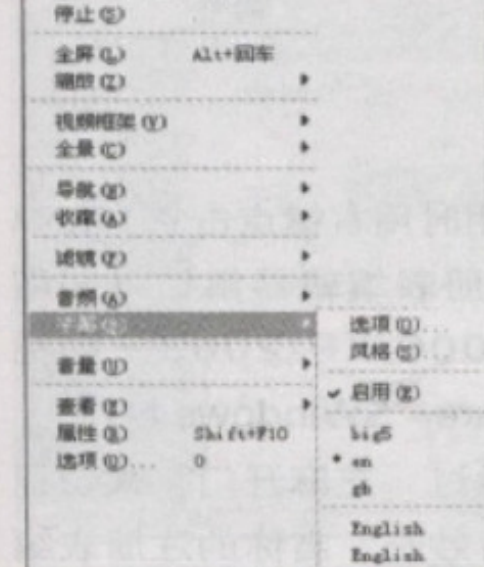 停止(S)
全屏(L) Alt+回车
缩放(Z)
视频框架(Y)
全景(C)
导航
收藏(A)
滤镜(F)
音频(A)
字幕
音量(U)
查看
属性(R) Shift+F10
选项(O)... 0
选项(O)...
风格(S)...
启用(E)
big5
en
gb
English
English